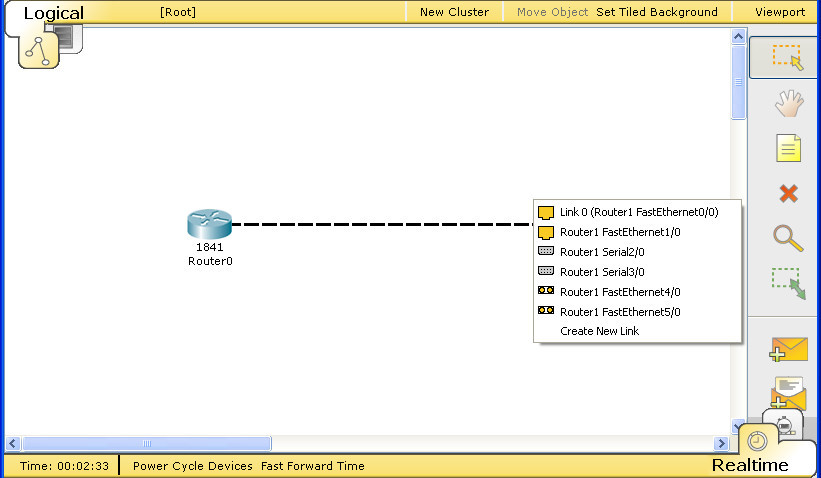 Logical
[Root]
New Cluster
Move Object
Set Tiled Background
Viewport
1841
Router0
Link 0 (Router1 FastEthernet0/0)
Router1 FastEthernet1/0
Router1 Serial2/0
Router1 Serial3/0
Router1 FastEthernet4/0
Router1 FastEthernet5/0
Create New Link
Time: 00:02:33
Power Cycle Devices
Fast Forward Time
Realtime